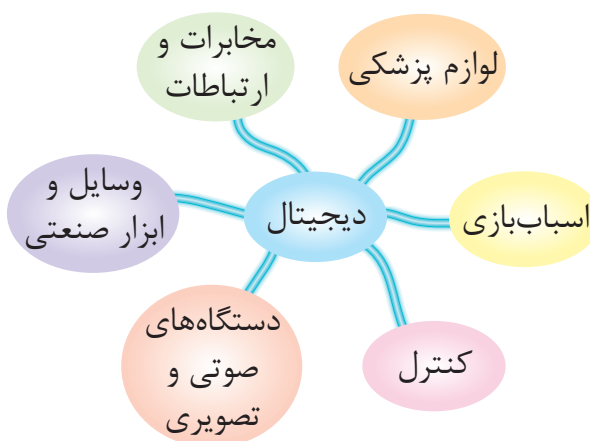 مخابرات و
ارتباطات
لوازم پزشکی
وسایل و
ابزار صنعتی
دیجیتال
اسباب‌بازی
دستگاه‌های
صوتی و
تصویری
کنترل